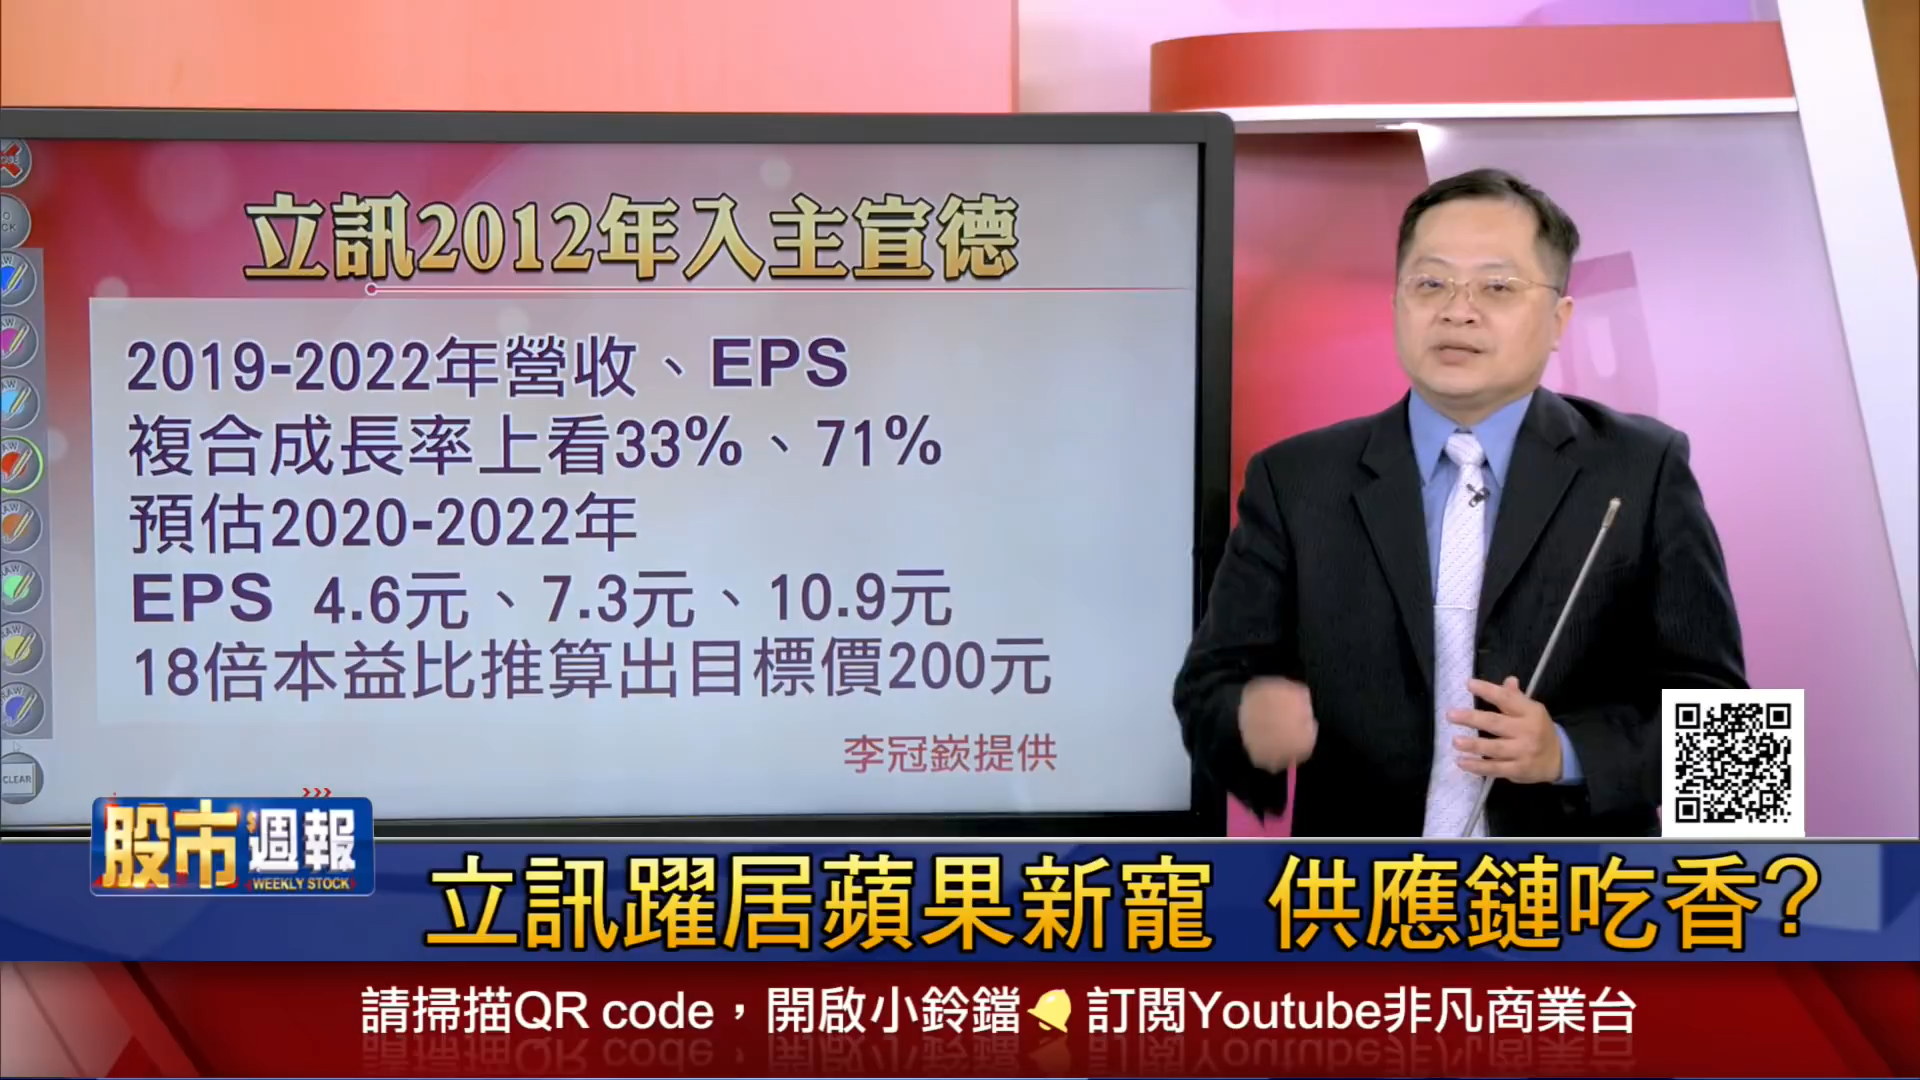 立訊2012年入主宣德
2019-2022年營收、EPS
複合成長率上看33%、71%
預估2020-2022年
EPS 4.6元、7.3元、10.9元
18倍本益比推算出目標價200元
李冠嶔提供
CLEAR
股市週報
WEEKLY STOCK
立訊躍居蘋果新寵 供應鏈吃香?
請掃描QR code，開啟小鈴鐺🔔訂閱Youtube非凡商業台